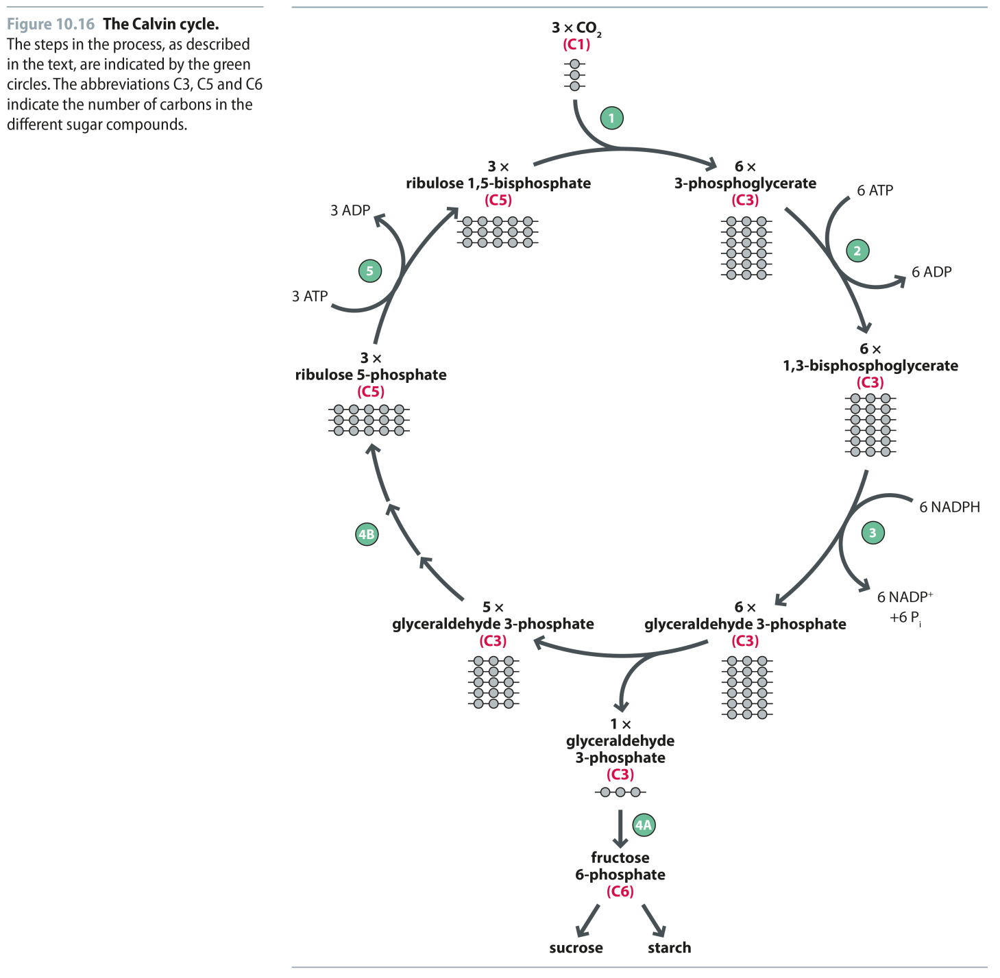 Figure 10.16 The Calvin cycle.
The steps in the process, as described
in the text, are indicated by the green
circles. The abbreviations C3, C5 and C6
indicate the number of carbons in the
different sugar compounds.
3 × CO₂
(C1)
1
3 ×
ribulose 1,5-bisphosphate
(C5)
6 ×
3-phosphoglycerate
(C3)
6 ATP
2
6 ADP
6 ×
1,3-bisphosphoglycerate
(C3)
6 NADPH
3
6 NADP⁺
+6 Pᵢ
6 ×
glyceraldehyde 3-phosphate
(C3)
5 ×
glyceraldehyde 3-phosphate
(C3)
1 ×
glyceraldehyde
3-phosphate
(C3)
4A
fructose
6-phosphate
(C6)
sucrose
starch
4B
3 ×
ribulose 5-phosphate
(C5)
3 ATP
5
3 ADP